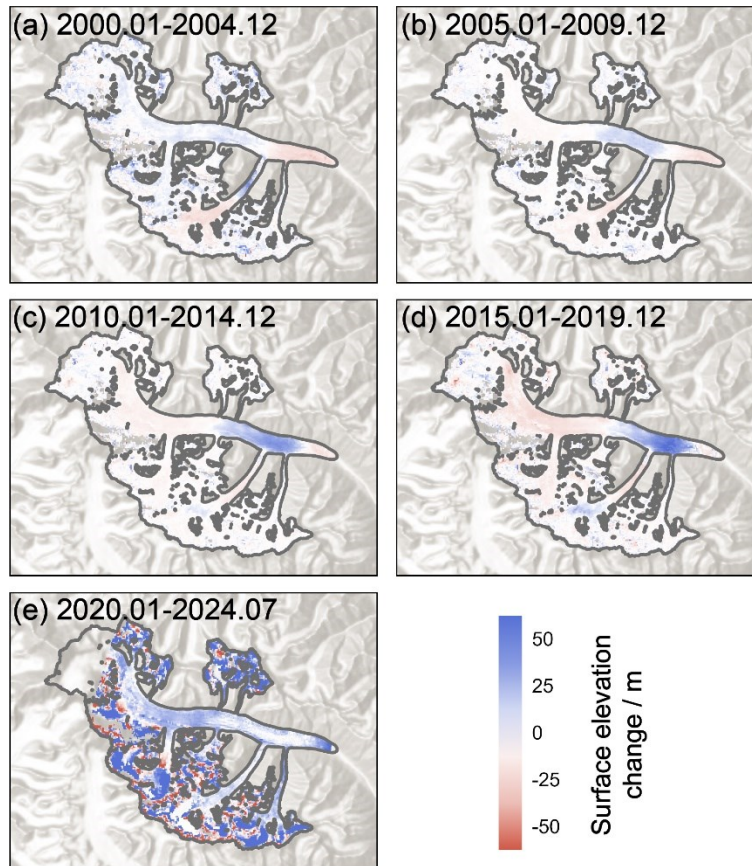 (a) 2000.01-2004.12
(b) 2005.01-2009.12
(c) 2010.01-2014.12
(d) 2015.01-2019.12
(e) 2020.01-2024.07
50
25
0
-25
-50
Surface elevation
change / m